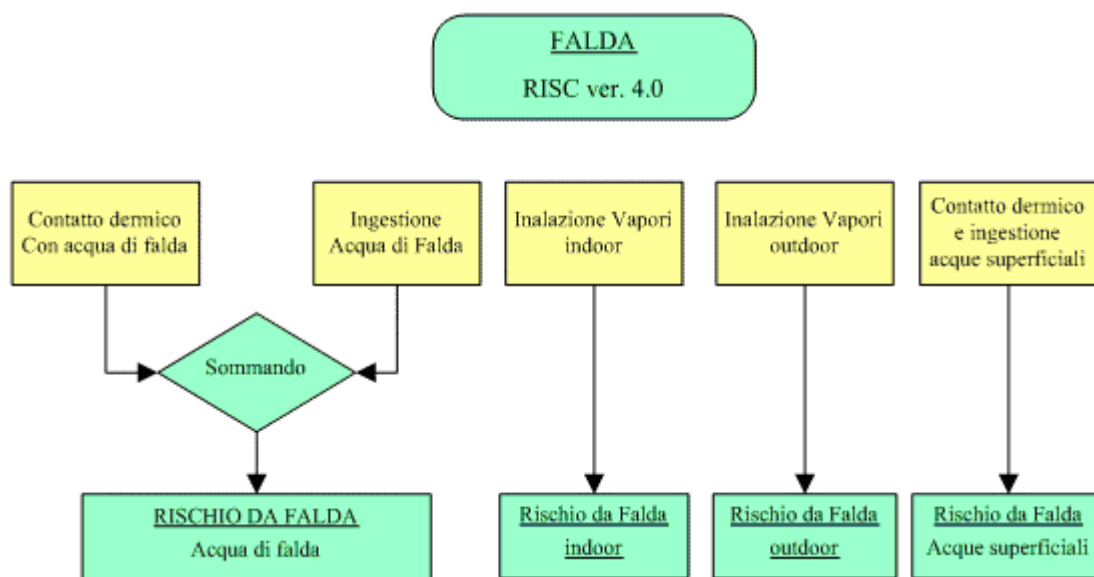 FALDA
RISC ver. 4.0
Contatto dermico
Con acqua di falda
Ingestione
Acqua di Falda
Inalazione Vapori
indoor
Inalazione Vapori
outdoor
Contatto dermico
e ingestione
acque superficiali
Sommando
RISCHIO DA FALDA
Acqua di falda
Rischio da Falda
indoor
Rischio da Falda
outdoor
Rischio da Falda
Acque superficiali